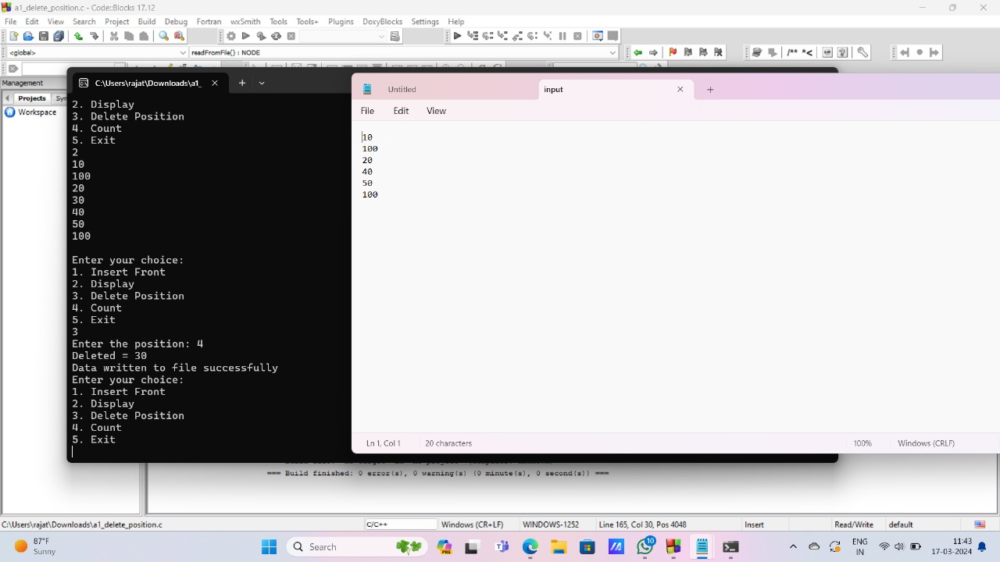 a1_delete_position.c - Code::Blocks 17.12
File Edit View Search Project Build Debug Fortran wxSmith Tools Tools+ Plugins DoxyBlocks Settings Help
<global> readFromFile() : NODE
/** *<
Management
Projects Sy
Workspace
C:\Users\rajat\Downloads\a1_
2. Display
3. Delete Position
4. Count
5. Exit
2
10
100
20
30
40
50
100
Enter your choice:
1. Insert Front
2. Display
3. Delete Position
4. Count
5. Exit
3
Enter the position: 4
Deleted = 30
Data written to file successfully
Enter your choice:
1. Insert Front
2. Display
3. Delete Position
4. Count
5. Exit
Untitled input
File Edit View
10
100
20
40
50
100
Ln 1, Col 1 20 characters 100% Windows (CRLF)
=== Build finished: 0 error(s), 0 warning(s) (0 minute(s), 0 second(s)) ===
C:\Users\rajat\Downloads\a1_delete_position.c C/C++ Windows (CR+LF) WINDOWS-1252 Line 165, Col 30, Pos 4048 Insert Read/Write default
87°F
Sunny
Search
PRE
10
ENG
IN
11:43
17-03-2024